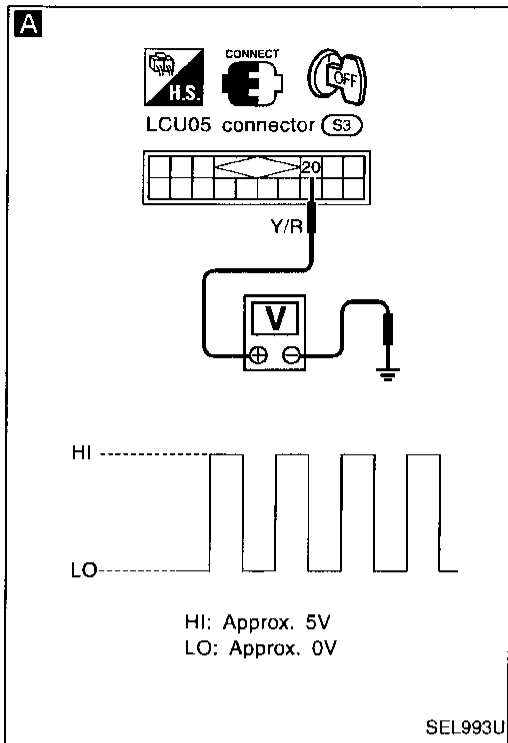 A
CONNECT
H.S.
OFF
LCU05 connector S3
20
Y/R
V
HI
LO
HI: Approx. 5V
LO: Approx. 0V
SEL993U